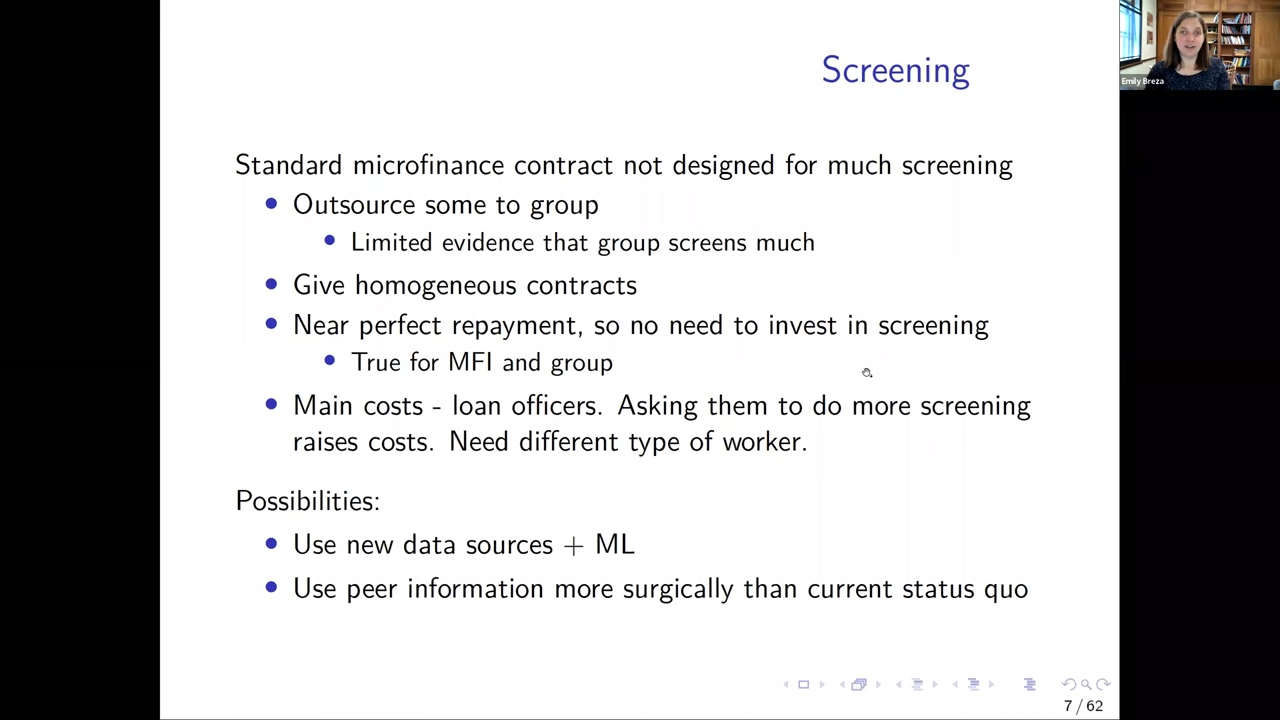 Screening
Emily Breza
Standard microfinance contract not designed for much screening
Outsource some to group
Limited evidence that group screens much
Give homogeneous contracts
Near perfect repayment, so no need to invest in screening
True for MFI and group
Main costs - loan officers. Asking them to do more screening
raises costs. Need different type of worker.
Possibilities:
Use new data sources + ML
Use peer information more surgically than current status quo
7 / 62